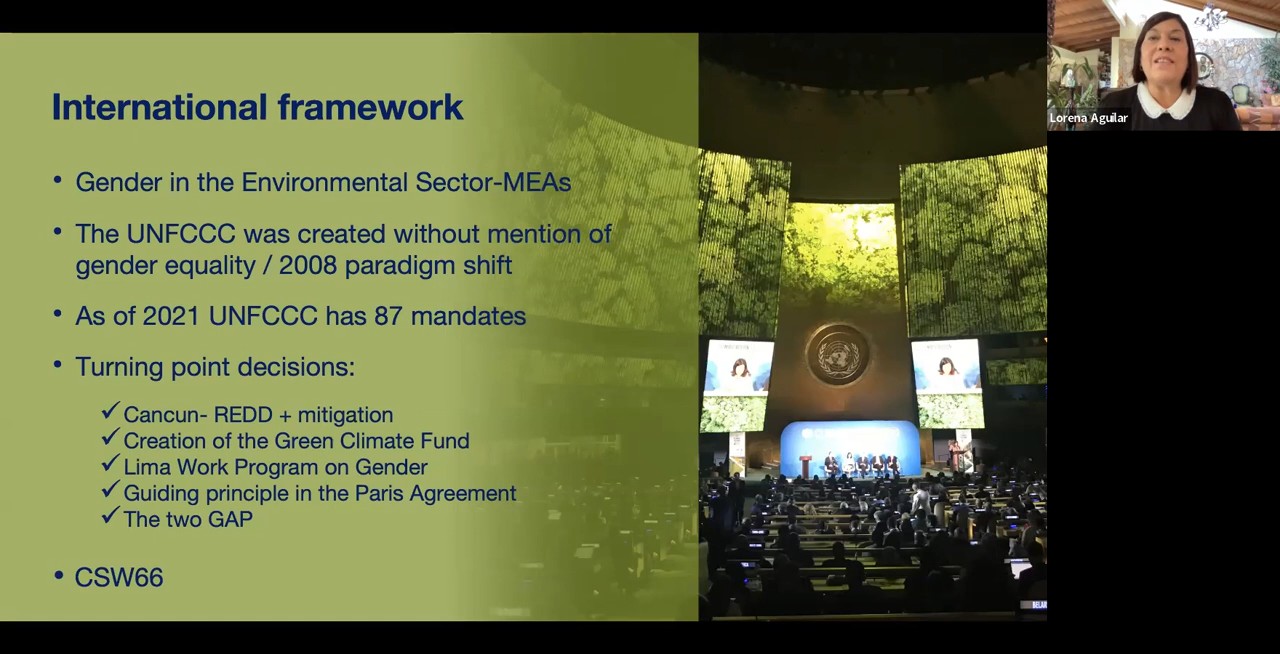 International framework
• Gender in the Environmental Sector-MEAs
• The UNFCCC was created without mention of
gender equality / 2008 paradigm shift
• As of 2021 UNFCCC has 87 mandates
• Turning point decisions:
✓ Cancun- REDD + mitigation
✓ Creation of the Green Climate Fund
✓ Lima Work Program on Gender
✓ Guiding principle in the Paris Agreement
✓ The two GAP
• CSW66
Lorena Aguilar